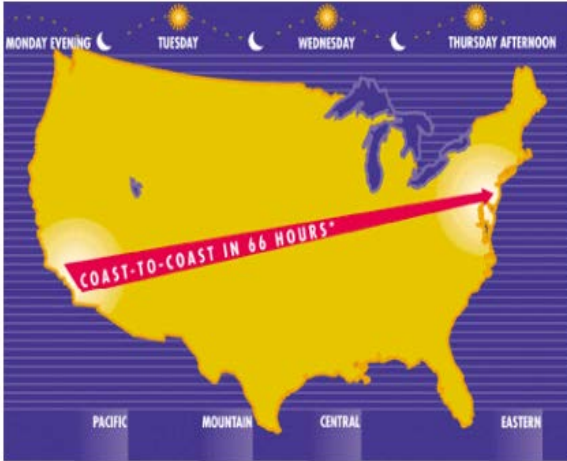 MONDAY EVENING TUESDAY WEDNESDAY THURSDAY AFTERNOON
COAST-TO-COAST IN 66 HOURS*
PACIFIC MOUNTAIN CENTRAL EASTERN